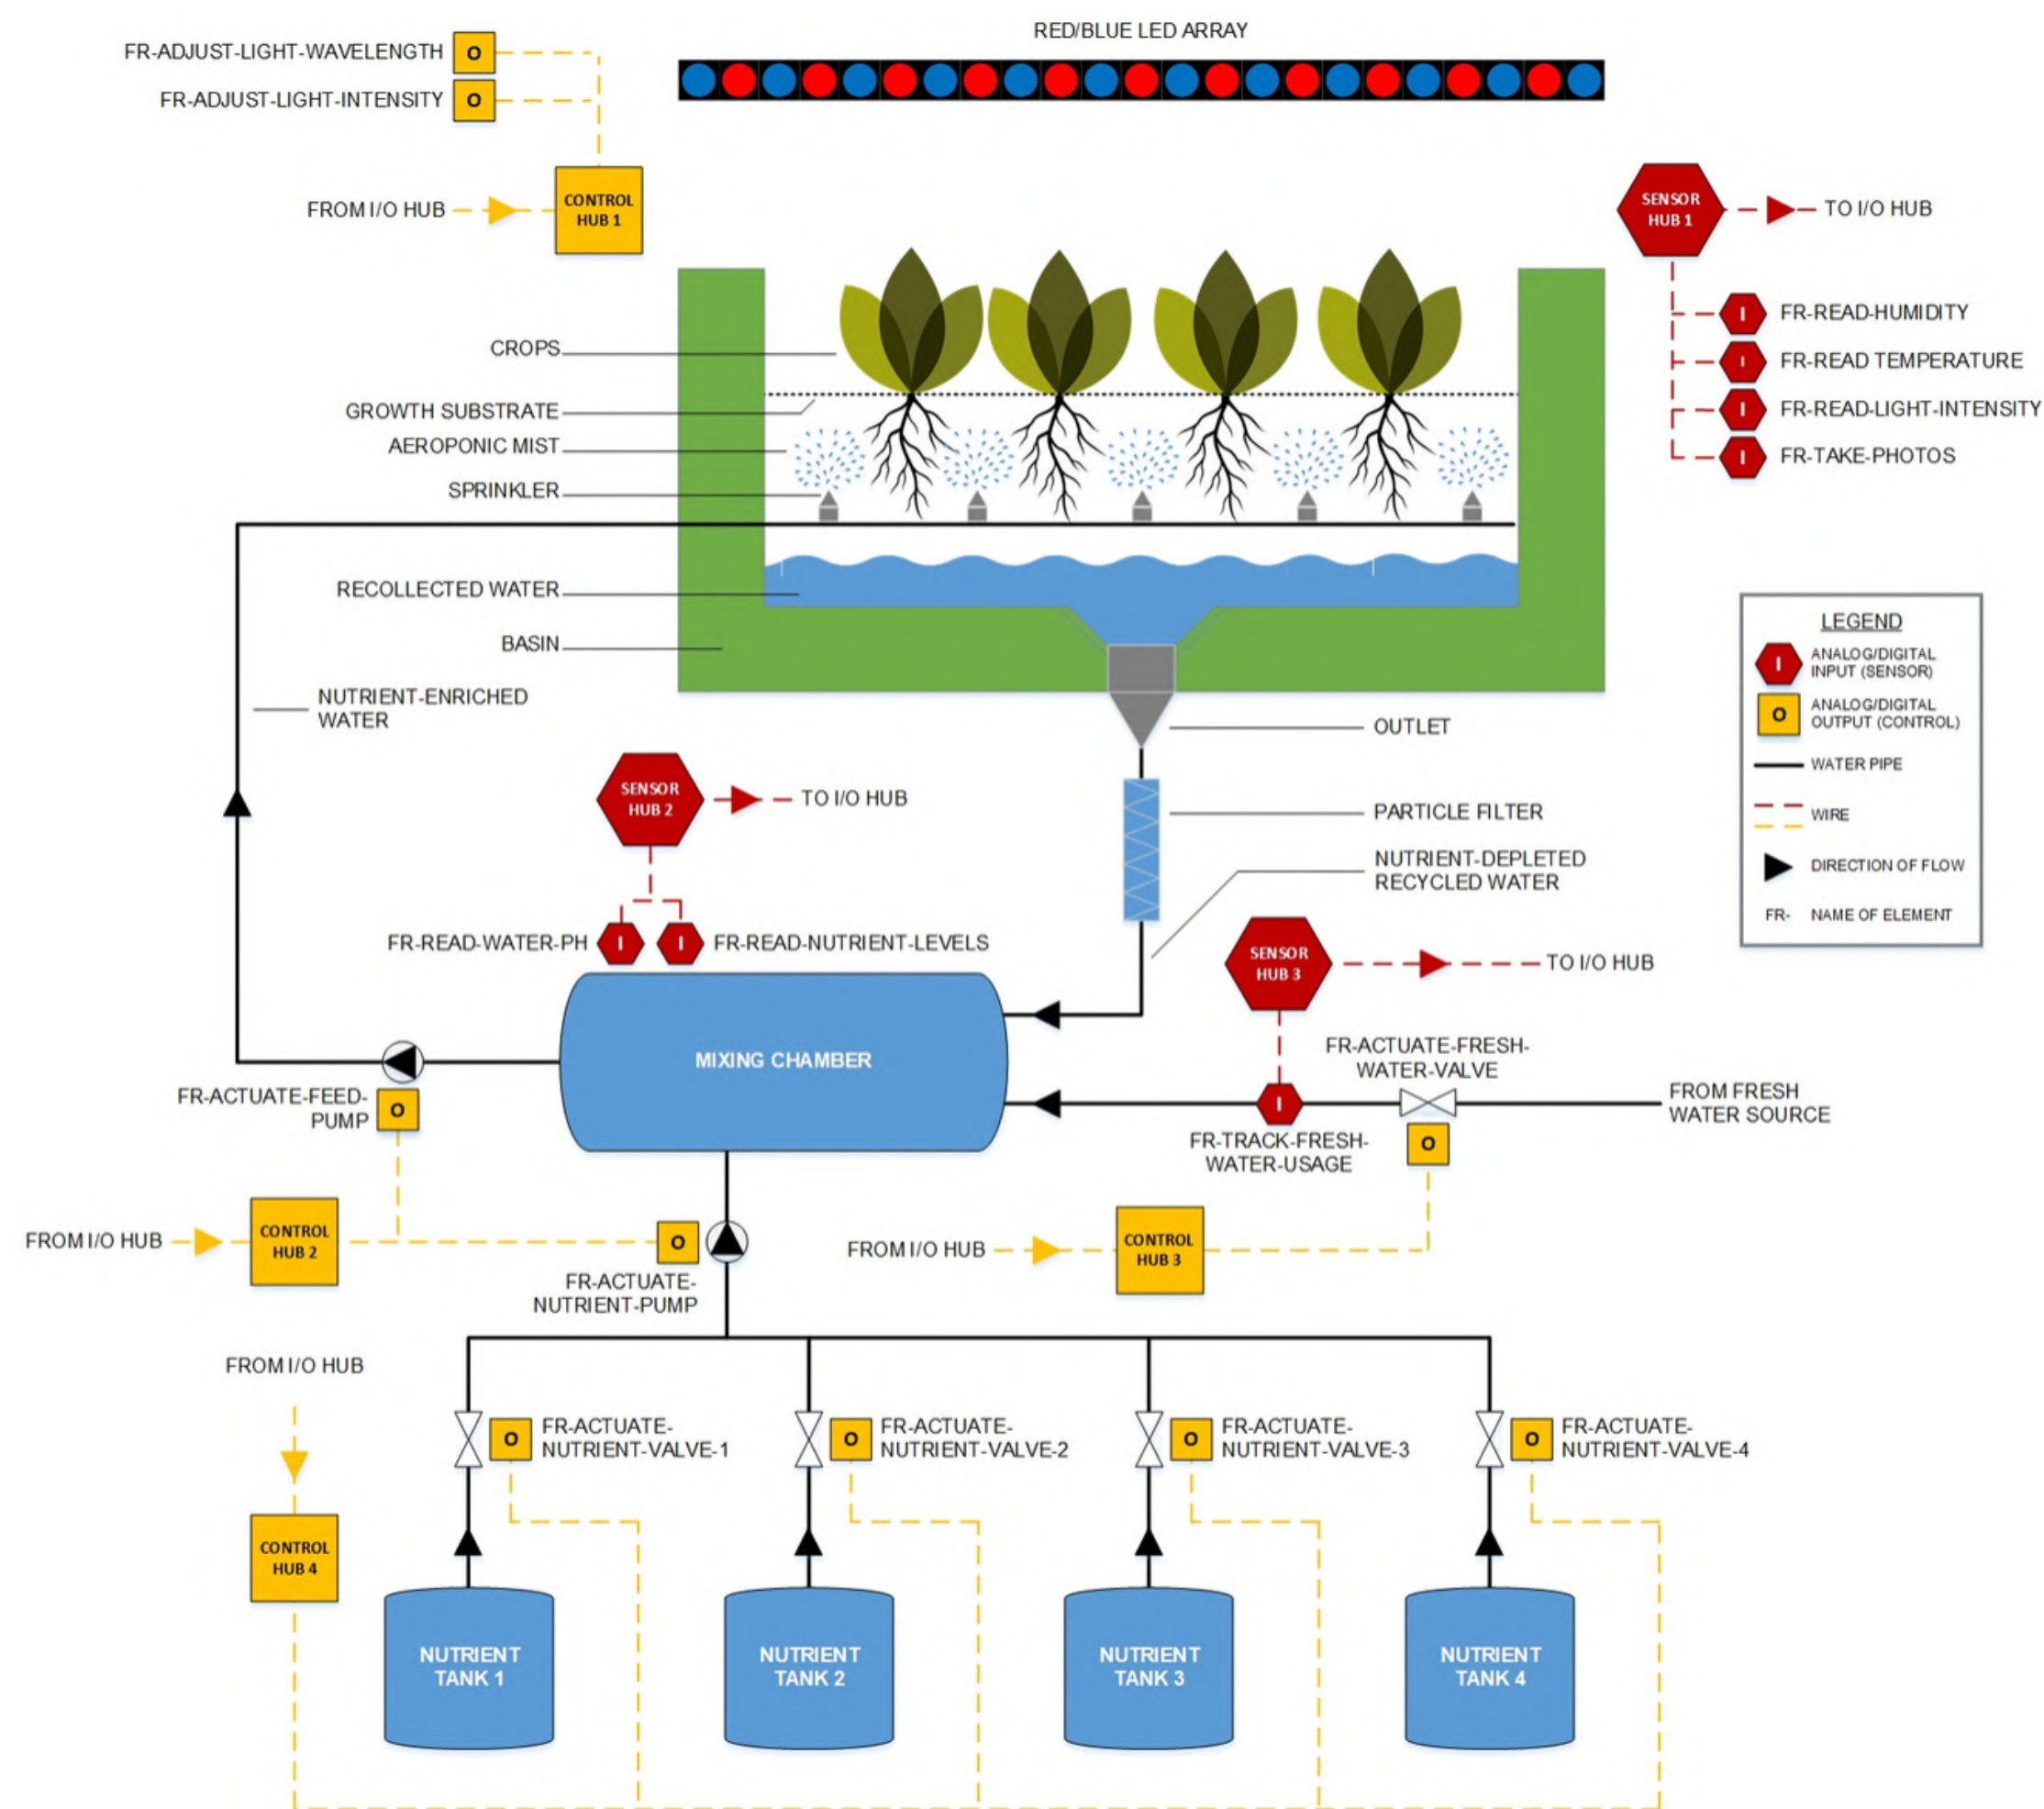 RED/BLUE LED ARRAY
FR-ADJUST-LIGHT-WAVELENGTH
O
FR-ADJUST-LIGHT-INTENSITY
O
FROM I/O HUB
CONTROL
HUB 1
SENSOR
HUB 1
TO I/O HUB
I
FR-READ-HUMIDITY
I
FR-READ TEMPERATURE
I
FR-READ-LIGHT-INTENSITY
I
FR-TAKE-PHOTOS
CROPS
GROWTH SUBSTRATE
AEROPONIC MIST
SPRINKLER
RECOLLECTED WATER
BASIN
NUTRIENT-ENRICHED
WATER
OUTLET
PARTICLE FILTER
NUTRIENT-DEPLETED
RECYCLED WATER
LEGEND
I
ANALOG/DIGITAL
INPUT (SENSOR)
O
ANALOG/DIGITAL
OUTPUT (CONTROL)
WATER PIPE
WIRE
DIRECTION OF FLOW
FR- NAME OF ELEMENT
SENSOR
HUB 2
TO I/O HUB
FR-READ-WATER-PH
I
I
FR-READ-NUTRIENT-LEVELS
SENSOR
HUB 3
TO I/O HUB
MIXING CHAMBER
FR-ACTUATE-FRESH-
WATER-VALVE
FROM FRESH
WATER SOURCE
I
FR-TRACK-FRESH-
WATER-USAGE
O
FR-ACTUATE-FEED-
PUMP
O
FROM I/O HUB
CONTROL
HUB 2
O
FR-ACTUATE-
NUTRIENT-PUMP
FROM I/O HUB
CONTROL
HUB 3
FROM I/O HUB
CONTROL
HUB 4
O
FR-ACTUATE-
NUTRIENT-VALVE-1
O
FR-ACTUATE-
NUTRIENT-VALVE-2
O
FR-ACTUATE-
NUTRIENT-VALVE-3
O
FR-ACTUATE-
NUTRIENT-VALVE-4
NUTRIENT
TANK 1
NUTRIENT
TANK 2
NUTRIENT
TANK 3
NUTRIENT
TANK 4